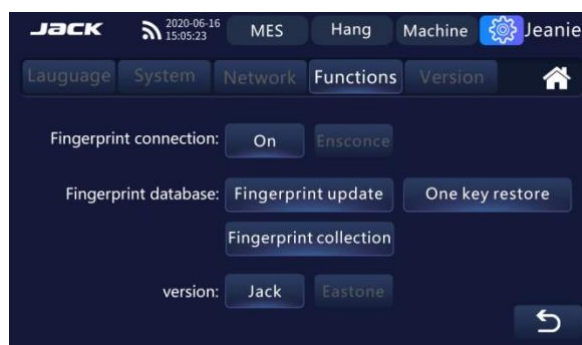 JACK 2020-06-16 MES Hang Machine Jeanie
15:05:23
Lauguage System Network Functions Version
Fingerprint connection: On Ensconce
Fingerprint database: Fingerprint update One key restore
Fingerprint collection
version: Jack Eastone